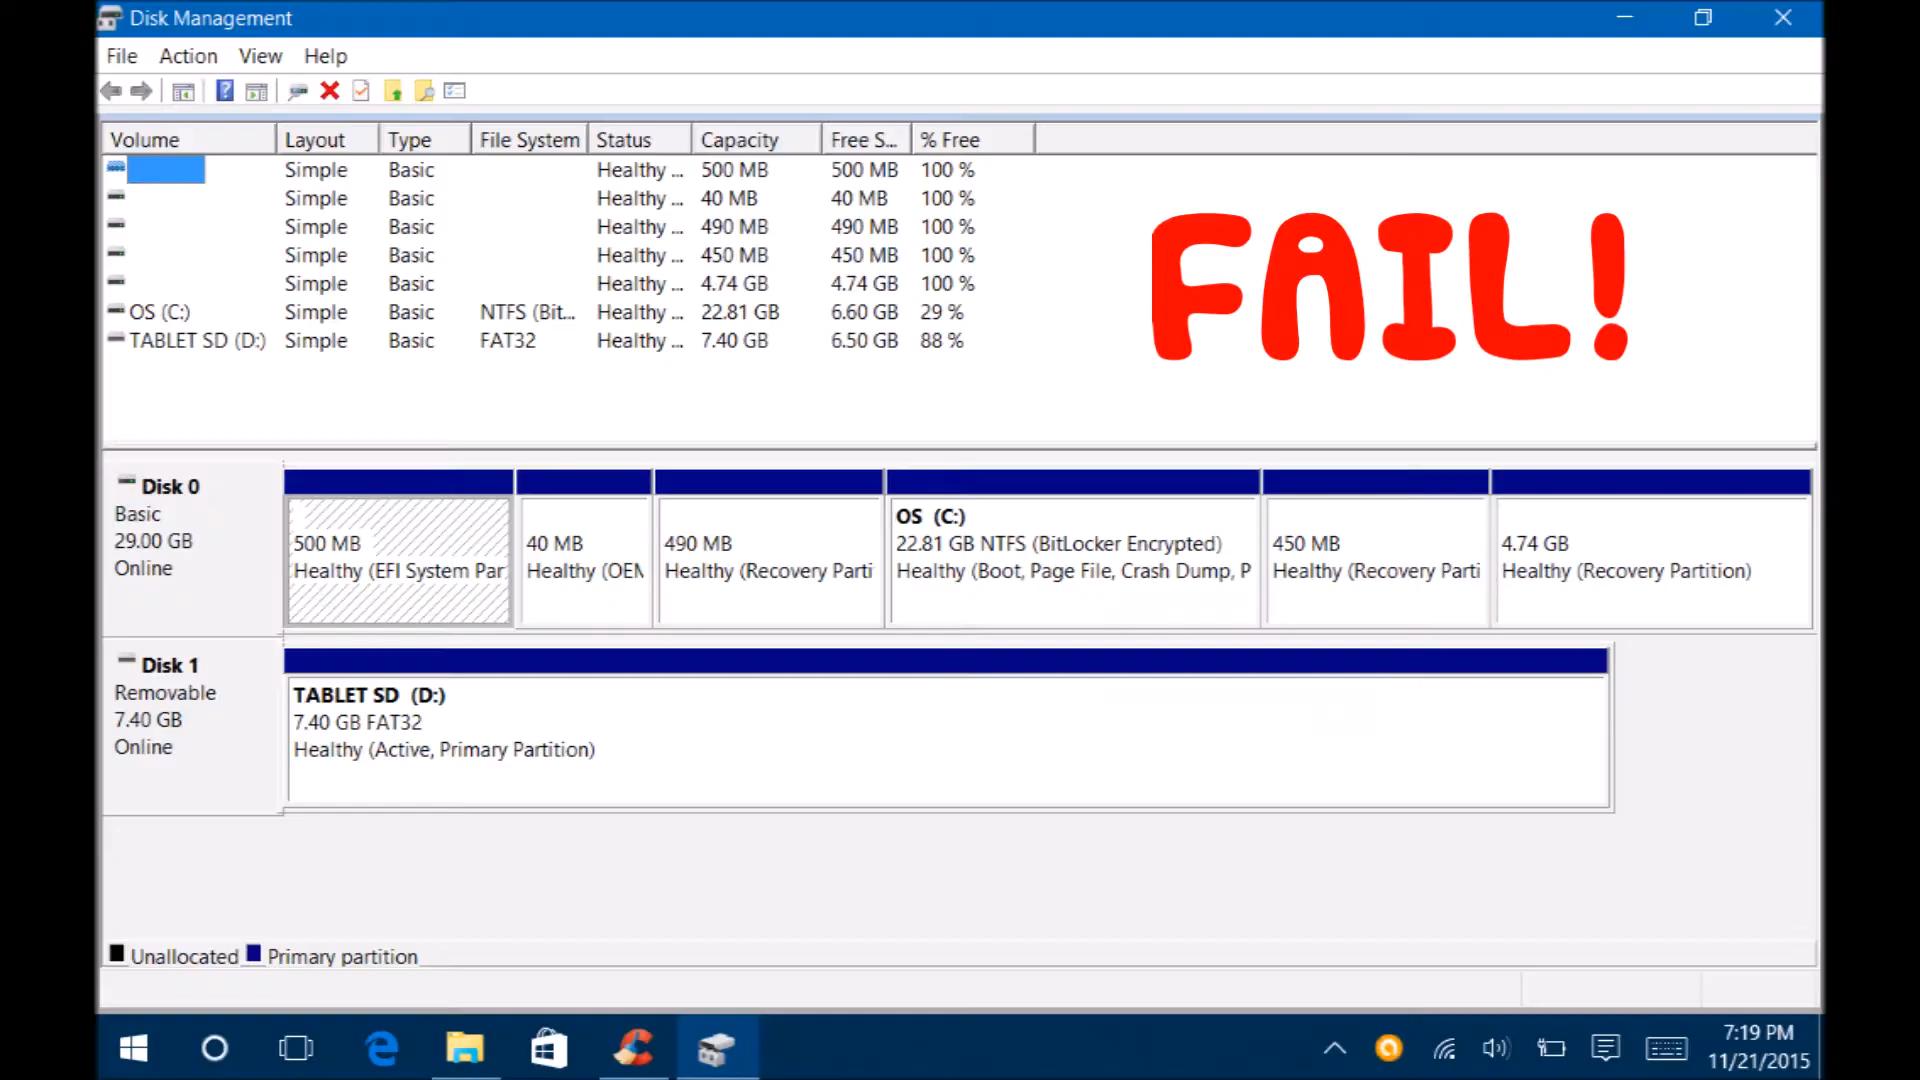 Disk Management
File Action View Help
Volume Layout Type File System Status Capacity Free S... % Free
Simple Basic Healthy ... 500 MB 500 MB 100 %
Simple Basic Healthy ... 40 MB 40 MB 100 %
Simple Basic Healthy ... 490 MB 490 MB 100 %
Simple Basic Healthy ... 450 MB 450 MB 100 %
Simple Basic Healthy ... 4.74 GB 4.74 GB 100 %
OS (C:) Simple Basic NTFS (Bit... Healthy ... 22.81 GB 6.60 GB 29 %
TABLET SD (D:) Simple Basic FAT32 Healthy ... 7.40 GB 6.50 GB 88 %
FAIL!
Disk 0
Basic
29.00 GB
Online
500 MB
Healthy (EFI System Par
40 MB
Healthy (OEM
490 MB
Healthy (Recovery Parti
OS (C:)
22.81 GB NTFS (BitLocker Encrypted)
Healthy (Boot, Page File, Crash Dump, P
450 MB
Healthy (Recovery Parti
4.74 GB
Healthy (Recovery Partition)
Disk 1
Removable
7.40 GB
Online
TABLET SD (D:)
7.40 GB FAT32
Healthy (Active, Primary Partition)
Unallocated Primary partition
7:19 PM
11/21/2015